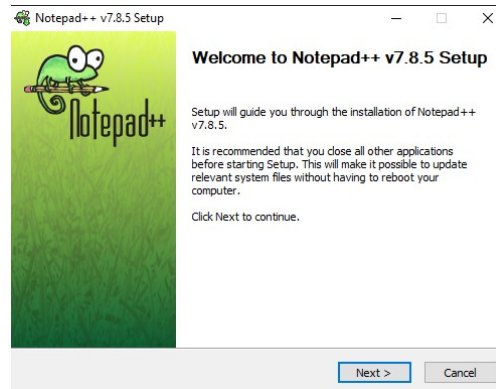 Notepad++ v7.8.5 Setup
Notepad++
Welcome to Notepad++ v7.8.5 Setup
Setup will guide you through the installation of Notepad++
v7.8.5.
It is recommended that you close all other applications
before starting Setup. This will make it possible to update
relevant system files without having to reboot your
computer.
Click Next to continue.
Next >
Cancel